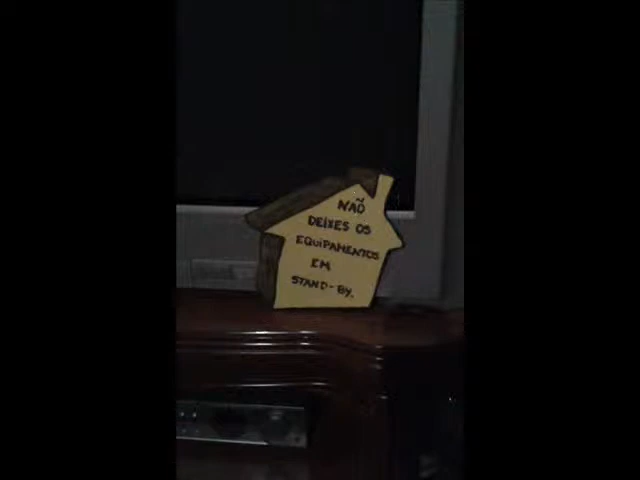 NÃO
DEIXES OS
EQUIPAMENTOS
EM
STAND-BY.